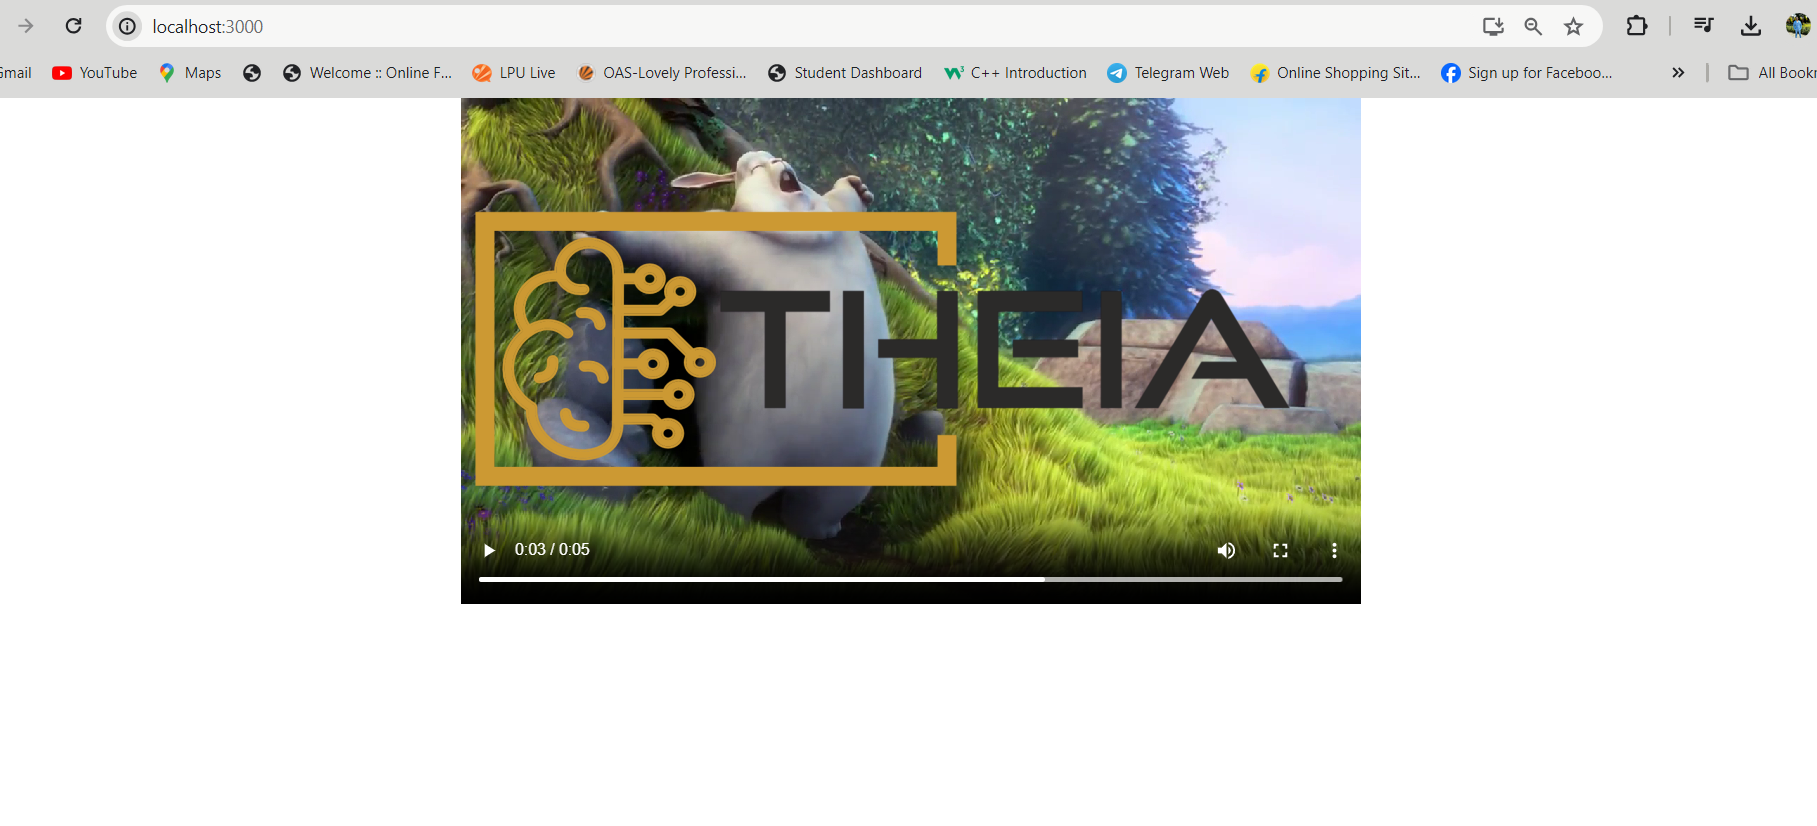 localhost:3000
Gmail YouTube Maps Welcome :: Online F... LPU Live OAS-Lovely Professi... Student Dashboard W3 C++ Introduction Telegram Web Online Shopping Sit... Sign up for Faceboo... » All Bookr
THEIA
0:03 / 0:05